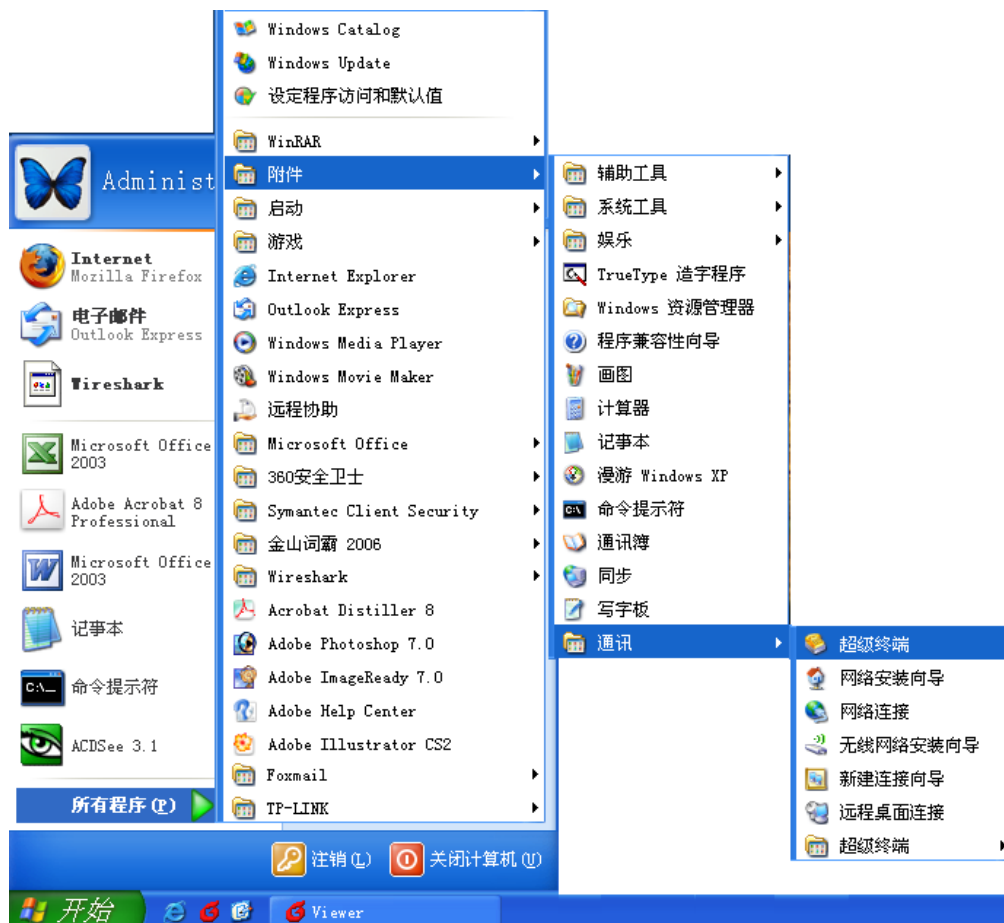 Administ
Internet
Mozilla Firefox
电子邮件
Outlook Express
Wireshark
Microsoft Office
2003
Adobe Acrobat 8
Professional
Microsoft Office
2003
记事本
命令提示符
ACDSee 3.1
所有程序(P)
Windows Catalog
Windows Update
设定程序访问和默认值
WinRAR
附件
启动
游戏
Internet Explorer
Outlook Express
Windows Media Player
Windows Movie Maker
远程协助
Microsoft Office
360安全卫士
Symantec Client Security
金山词霸 2006
Wireshark
Acrobat Distiller 8
Adobe Photoshop 7.0
Adobe ImageReady 7.0
Adobe Help Center
Adobe Illustrator CS2
Foxmail
TP-LINK
辅助工具
系统工具
娱乐
TrueType 造字程序
Windows 资源管理器
程序兼容性向导
画图
计算器
记事本
漫游 Windows XP
命令提示符
通讯簿
同步
写字板
通讯
超级终端
网络安装向导
网络连接
无线网络安装向导
新建连接向导
远程桌面连接
超级终端
注销(L)
关闭计算机(U)
开始
Viewer